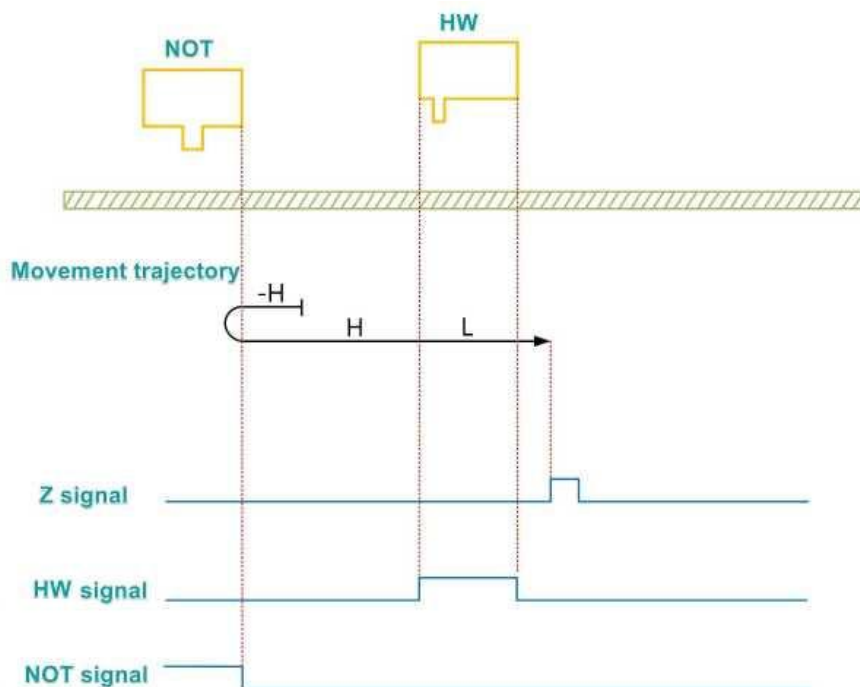 HW
NOT
Movement trajectory
-H
H L
Z signal
HW signal
NOT signal